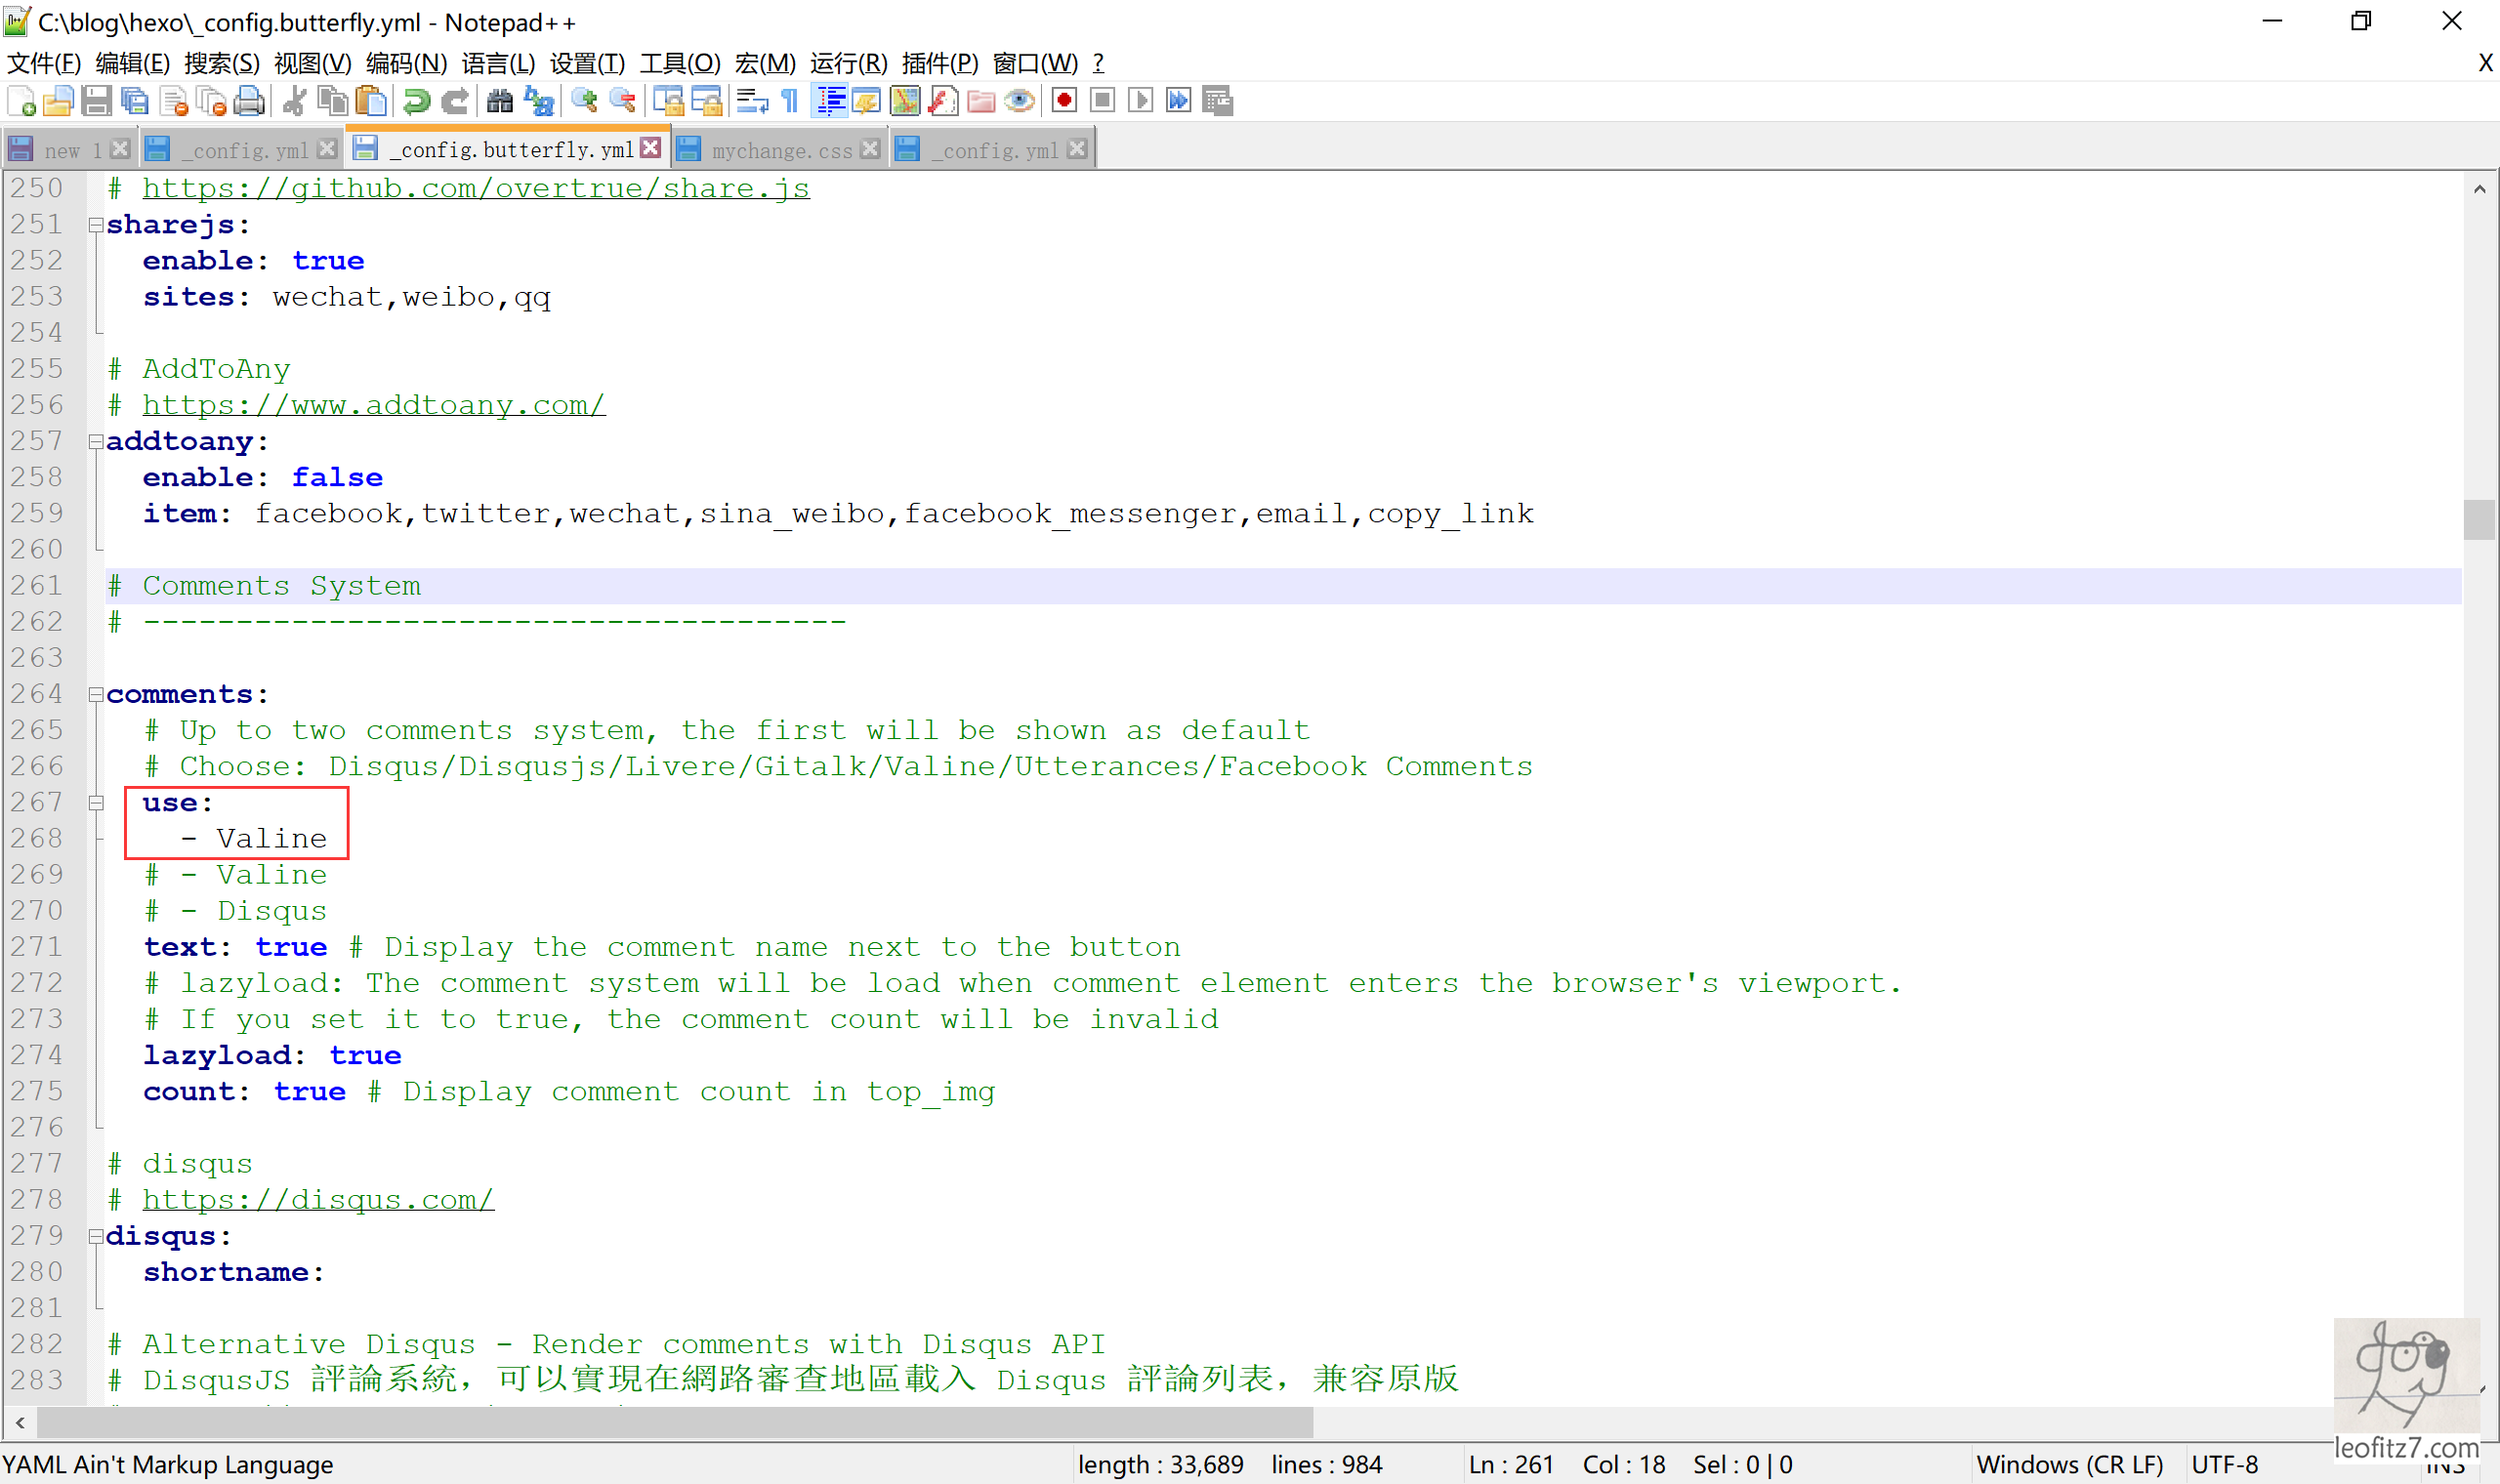 C:\blog\hexo\_config.butterfly.yml - Notepad++
文件(F) 编辑(E) 搜索(S) 视图(V) 编码(N) 语言(L) 设置(T) 工具(O) 宏(M) 运行(R) 插件(P) 窗口(W) ? X
new 1 _config.yml _config.butterfly.yml mychange.css _config.yml
250 # https://github.com/overtrue/share.js
251 sharejs:
252 enable: true
253 sites: wechat,weibo,qq
254
255 # AddToAny
256 # https://www.addtoany.com/
257 addtoany:
258 enable: false
259 item: facebook,twitter,wechat,sina_weibo,facebook_messenger,email,copy_link
260
261 # Comments System
262 # --------------------------------------
263
264 comments:
265 # Up to two comments system, the first will be shown as default
266 # Choose: Disqus/Disqusjs/Livere/Gitalk/Valine/Utterances/Facebook Comments
267 use:
268 - Valine
269 # - Valine
270 # - Disqus
271 text: true # Display the comment name next to the button
272 # lazyload: The comment system will be load when comment element enters the browser's viewport.
273 # If you set it to true, the comment count will be invalid
274 lazyload: true
275 count: true # Display comment count in top_img
276
277 # disqus
278 # https://disqus.com/
279 disqus:
280 shortname:
281
282 # Alternative Disqus - Render comments with Disqus API
283 # DisqusJS 評論系統，可以實現在網路審查地區載入 Disqus 評論列表，兼容原版
leofitz7.com
YAML Ain't Markup Language length : 33,689 lines : 984 Ln : 261 Col : 18 Sel : 0 | 0 Windows (CR LF) UTF-8 INS